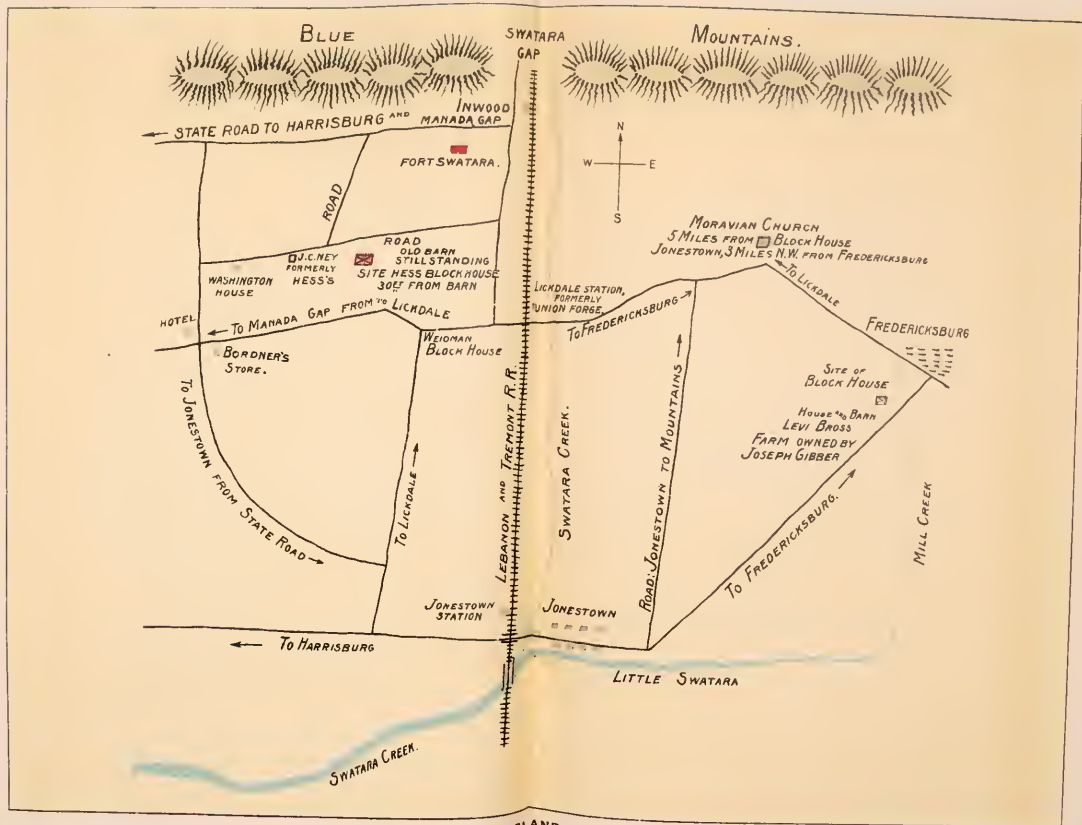 BLUE
SWATARA
GAP
MOUNTAINS.
INWOOD
STATE ROAD TO HARRISBURG AND MANADA GAP
FORT SWATARA.
N
W E
S
ROAD
ROAD
OLD BARN
STILL STANDING
SITE HESS BLOCK HOUSE
30FT FROM BARN
J.C. NEY
FORMERLY
HESS'S
WASHINGTON
HOUSE
MORAVIAN CHURCH
5 MILES FROM BLOCK HOUSE
JONESTOWN, 3 MILES N.W. FROM FREDERICKSBURG
TO LICKDALE
LICKDALE STATION,
FORMERLY
UNION FORGE.
TO FREDERICKSBURG
HOTEL
TO MANADA GAP FROM TO LICKDALE
WEIDMAN
BLOCK HOUSE
BORDNER'S
STORE.
FREDERICKSBURG
SITE OF
BLOCK HOUSE
HOUSE AND BARN
LEVI BROSS
FARM OWNED BY
JOSEPH GIBBER
TO JONESTOWN FROM STATE ROAD
TO LICKDALE
LEBANON AND TREMONT R.R.
SWATARA CREEK.
ROAD: JONESTOWN TO MOUNTAINS
TO FREDERICKSBURG.
MILL CREEK
JONESTOWN
STATION
JONESTOWN
TO HARRISBURG
LITTLE SWATARA
SWATARA CREEK.